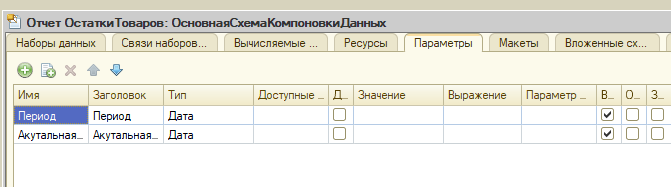 Отчет ОстаткиТоваров: ОсновнаяСхемаКомпоновкиДанных
Наборы данных Связи наборов... Вычисляемые ... Ресурсы Параметры Макеты Вложенные сх...
Имя Заголовок Тип Доступные ... Д... Значение Выражение Параметр ... В... О... З...
Период Период Дата
Акутальная... Акутальная... Дата